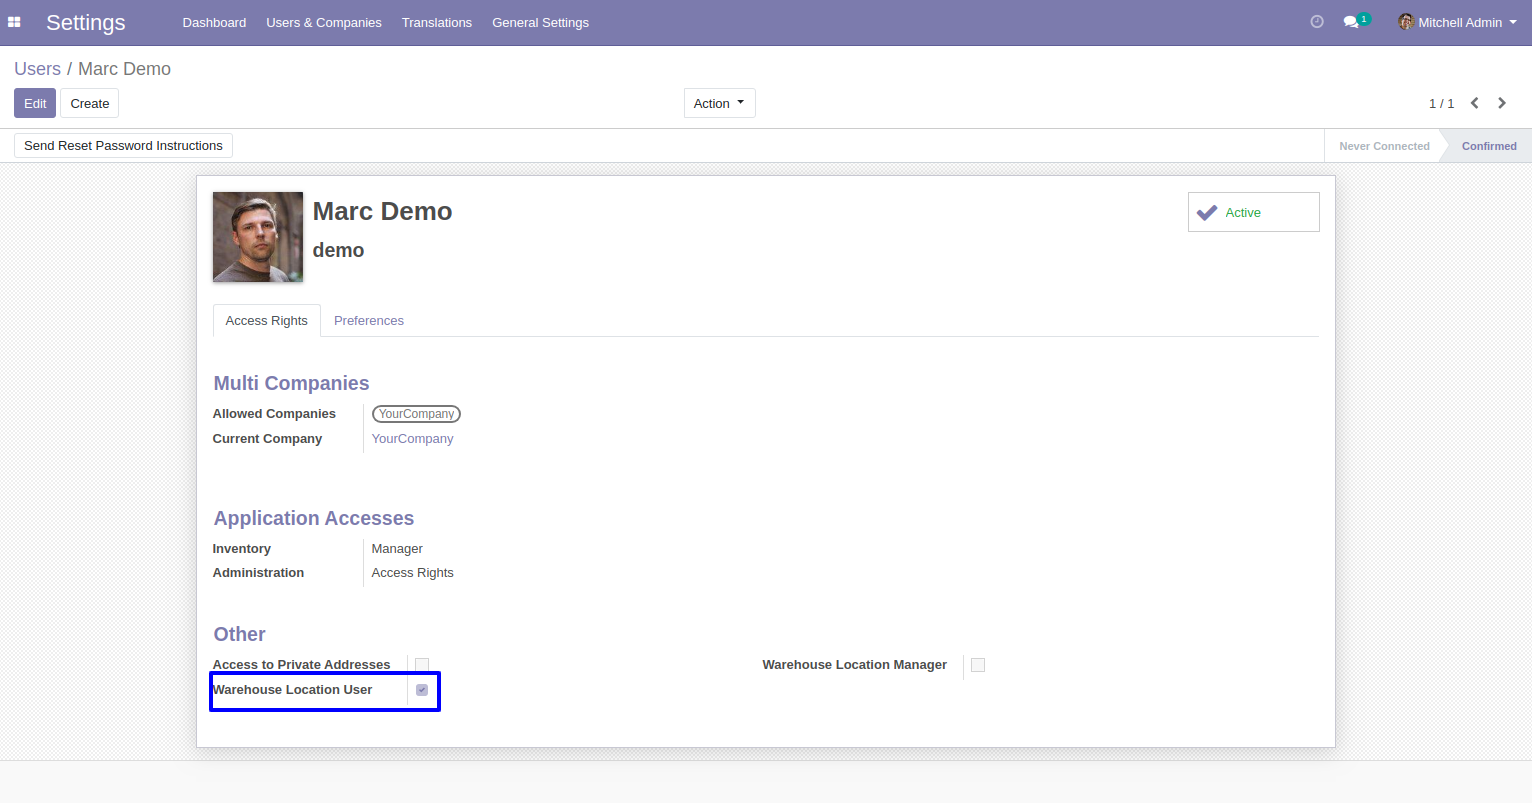 Settings Dashboard Users & Companies Translations General Settings 1 Mitchell Admin
Users / Marc Demo
Edit Create Action 1 / 1
Send Reset Password Instructions Never Connected Confirmed
Marc Demo
Active
demo
Access Rights Preferences
Multi Companies
Allowed Companies YourCompany
Current Company YourCompany
Application Accesses
Inventory Manager
Administration Access Rights
Other
Access to Private Addresses Warehouse Location Manager
Warehouse Location User